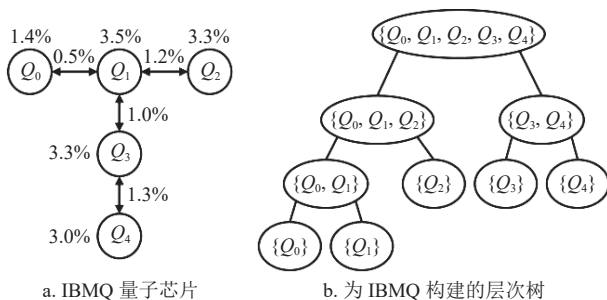 1.4% 3.5% 3.3%
Q₀ 0.5% Q₁ 1.2% Q₂
1.0%
3.3% Q₃
1.3%
3.0% Q₄
a. IBMQ 量子芯片
{Q₀, Q₁, Q₂, Q₃, Q₄}
{Q₀, Q₁, Q₂} {Q₃, Q₄}
{Q₀, Q₁} {Q₂} {Q₃} {Q₄}
{Q₀} {Q₁}
b. 为 IBMQ 构建的层次树